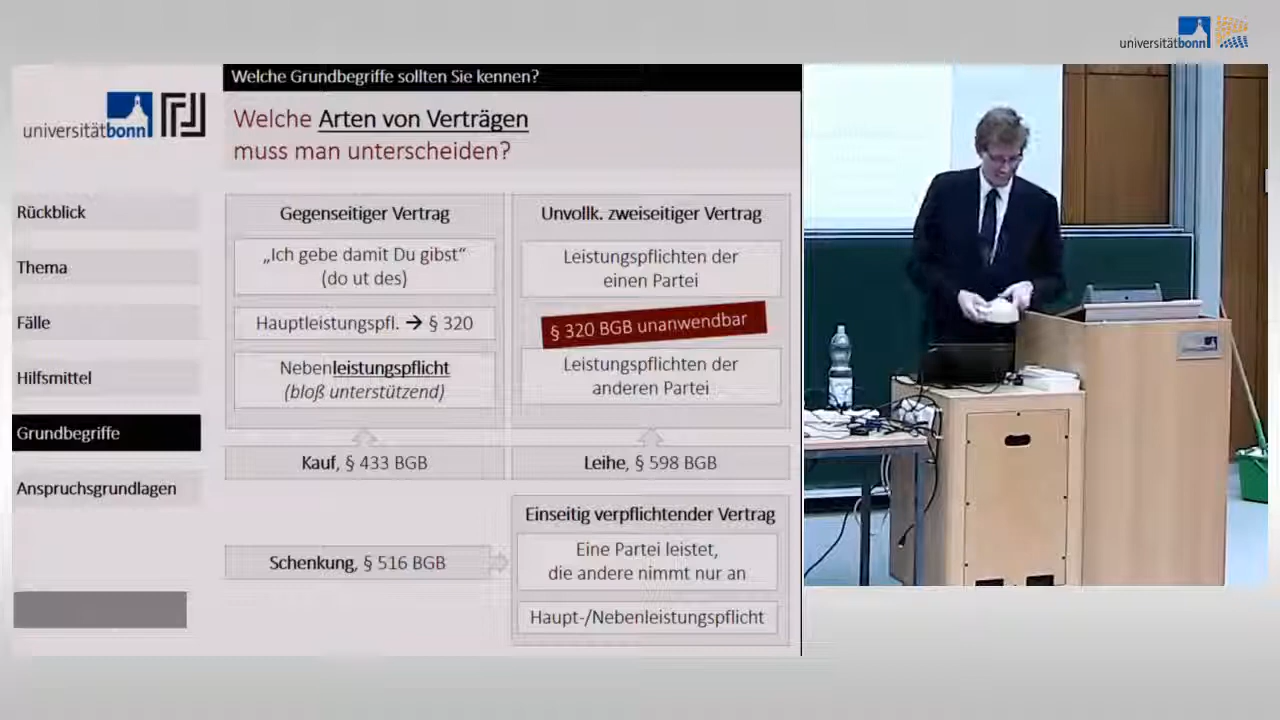 universitätbonn
Welche Grundbegriffe sollten Sie kennen?
universitätbonn
Welche Arten von Verträgen
muss man unterscheiden?
Rückblick
Thema
Fälle
Hilfsmittel
Grundbegriffe
Anspruchsgrundlagen
Gegenseitiger Vertrag
„Ich gebe damit Du gibst“
(do ut des)
Hauptleistungspfl. → § 320
Nebenleistungspflicht
(bloß unterstützend)
Kauf, § 433 BGB
Unvollk. zweiseitiger Vertrag
Leistungspflichten der
einen Partei
§ 320 BGB unanwendbar
Leistungspflichten der
anderen Partei
Leihe, § 598 BGB
Schenkung, § 516 BGB
Einseitig verpflichtender Vertrag
Eine Partei leistet,
die andere nimmt nur an
Haupt-/Nebenleistungspflicht